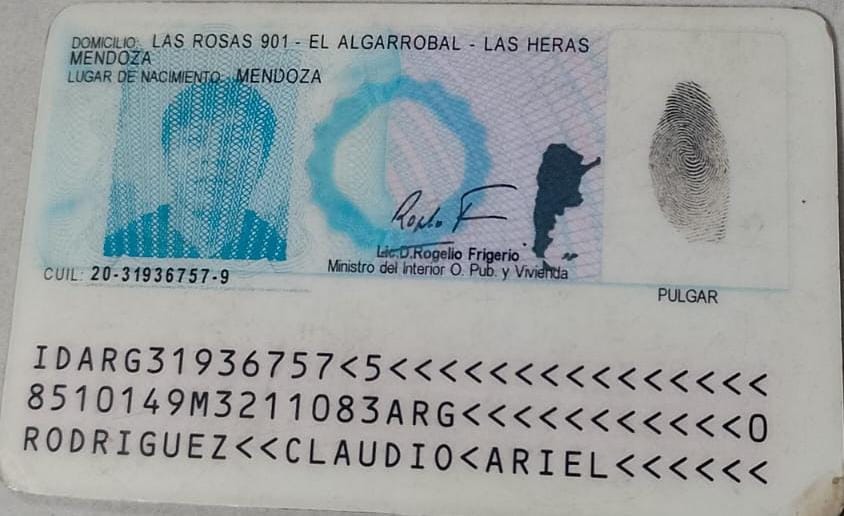 DOMICILIO: LAS ROSAS 901 - EL ALGARROBAL - LAS HERAS
MENDOZA
LUGAR DE NACIMIENTO: MENDOZA
Lic.D.Rogelio Frigerio
Ministro del Interior O. Pub. y Vivienda
CUIL: 20-31936757-9
PULGAR
IDARG31936757<5<<<<<<<<<<<<<<<
8510149M3211083ARG<<<<<<<<<<<0
RODRIGUEZ<<CLAUDIO<ARIEL<<<<<<